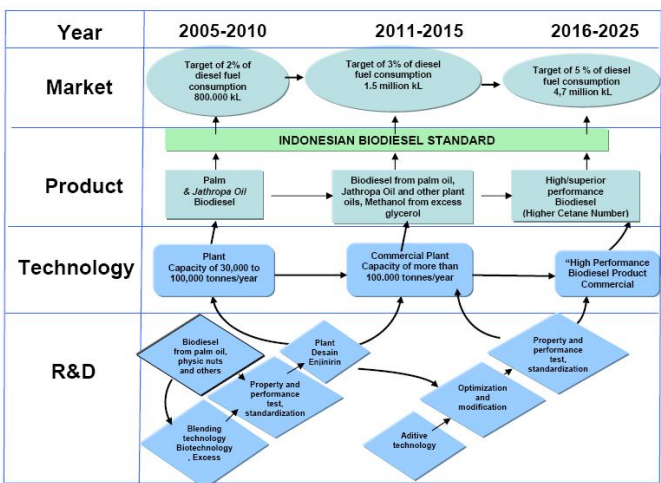 Year
2005-2010
2011-2015
2016-2025
Market
Target of 2% of
diesel fuel
consumption
800.000 kL
Target of 3% of
diesel fuel consumption
1.5 million kL
Target of 5 % of
diesel fuel
consumption
4,7 million kL
INDONESIAN BIODIESEL STANDARD
Product
Palm
& Jathropa Oil
Biodiesel
Biodiesel from palm oil,
Jathropa Oil and other plant
oils, Methanol from excess
glycerol
High/superior
performance
Biodiesel
(Higher Cetane Number)
Technology
Plant
Capacity of 30,000 to
100,000 tonnes/year
Commercial Plant
Capacity of more than
100.000 tonnes/year
“High Performance
Biodiesel Product
Commercial
R&D
Biodiesel
from palm oil,
physic nuts
and others
Plant
Desain
Enjinirin
Property and
performance
test,
standardization
Blending
technology
Biotechnology
, Excess
Property and
performance
test,
standardization
Optimization
and
modification
Aditive
technology